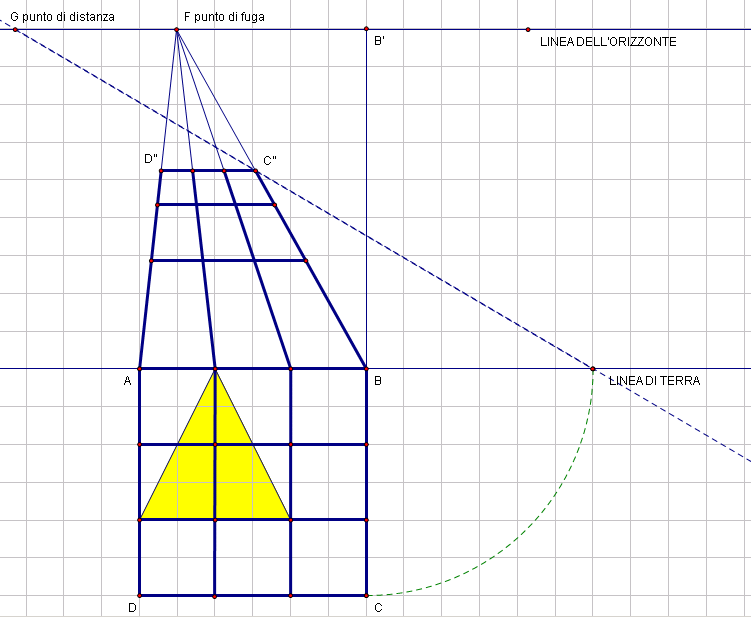 G punto di distanza
F punto di fuga
B'
LINEA DELL'ORIZZONTE
D"
C"
A
B
LINEA DI TERRA
D
C